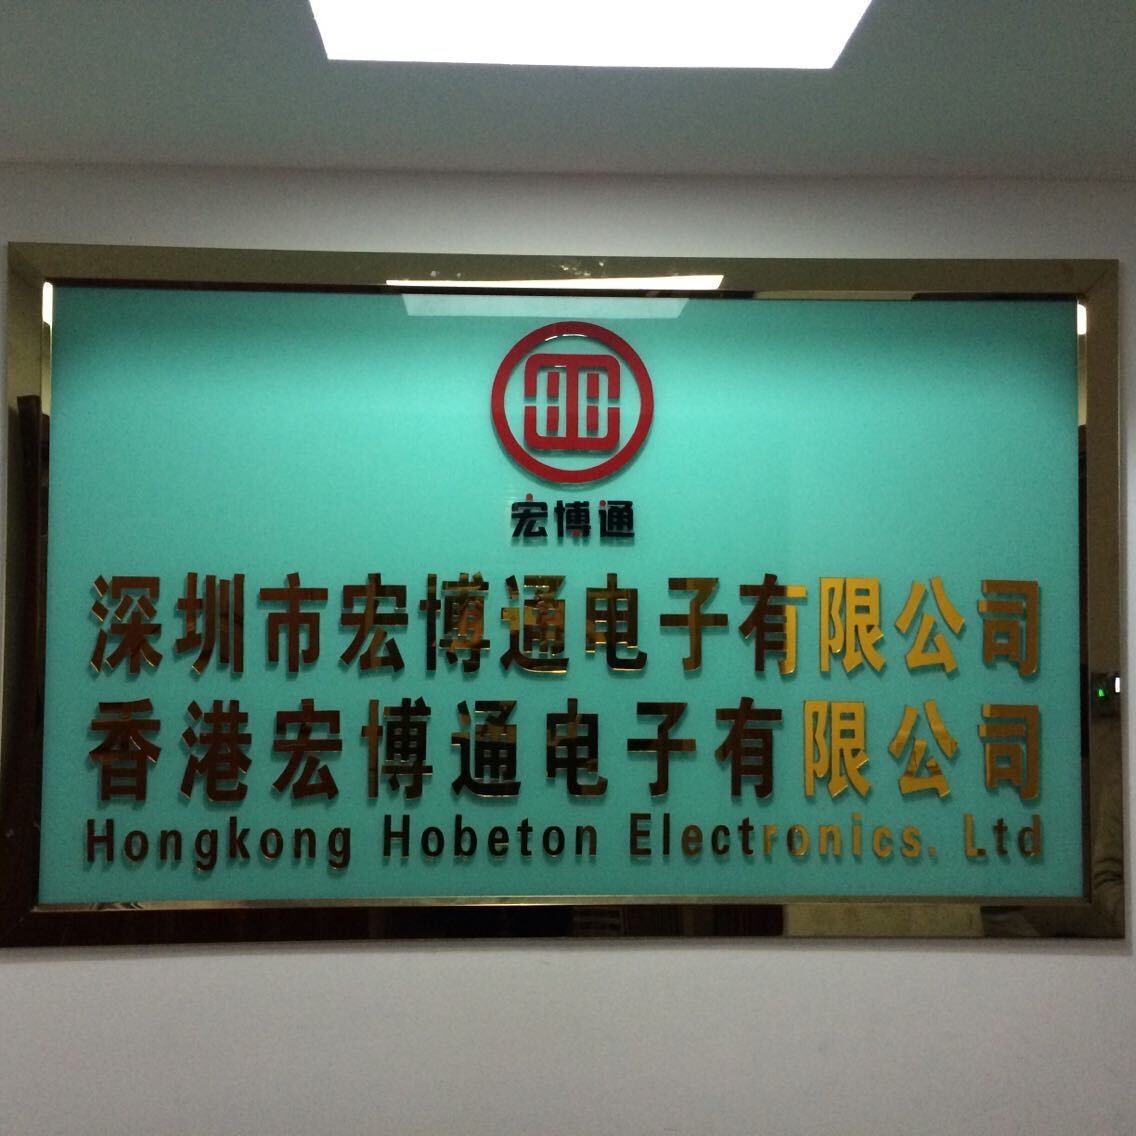 宏博通
深圳市宏博通电子有限公司
香港宏博通电子有限公司
Hongkong Hobeton Electronics. Ltd